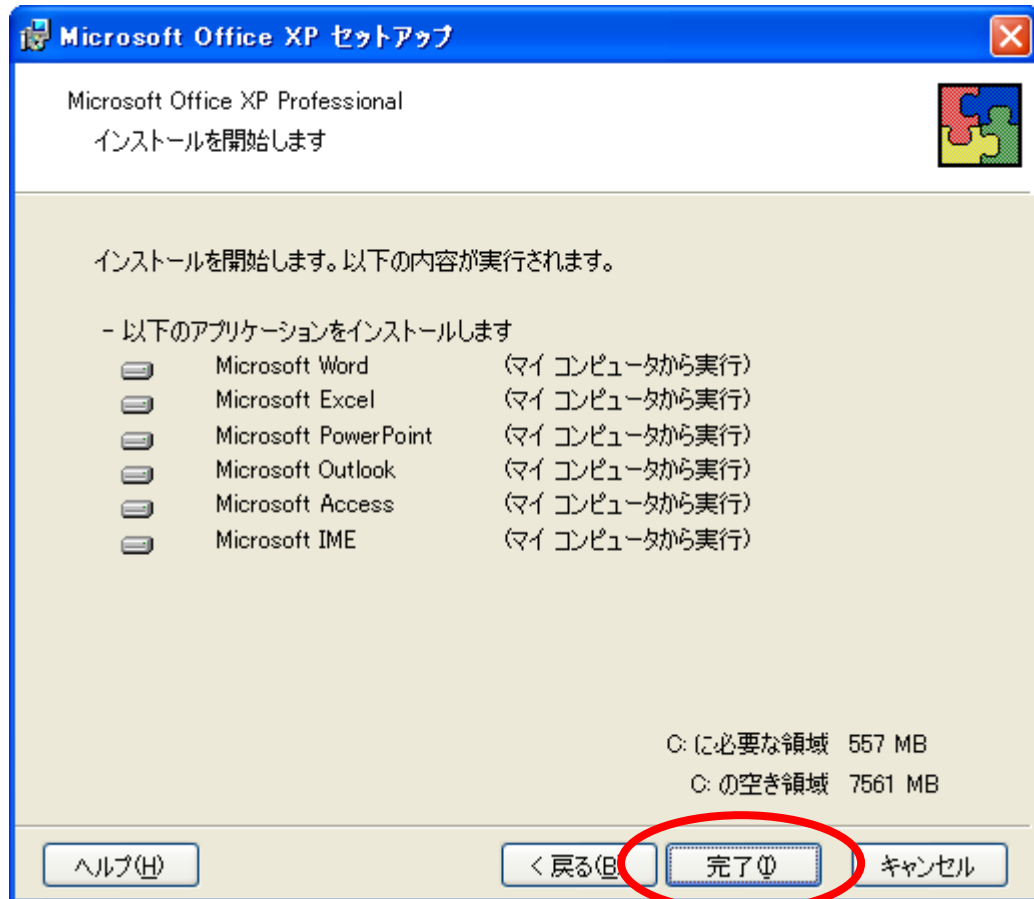 Microsoft Office XP セットアップ
Microsoft Office XP Professional
インストールを開始します
インストールを開始します。以下の内容が実行されます。
- 以下のアプリケーションをインストールします
Microsoft Word (マイ コンピュータから実行)
Microsoft Excel (マイ コンピュータから実行)
Microsoft PowerPoint (マイ コンピュータから実行)
Microsoft Outlook (マイ コンピュータから実行)
Microsoft Access (マイ コンピュータから実行)
Microsoft IME (マイ コンピュータから実行)
C: に必要な領域 557 MB
C: の空き領域 7561 MB
ヘルプ(H) < 戻る(B) 完了(I) キャンセル